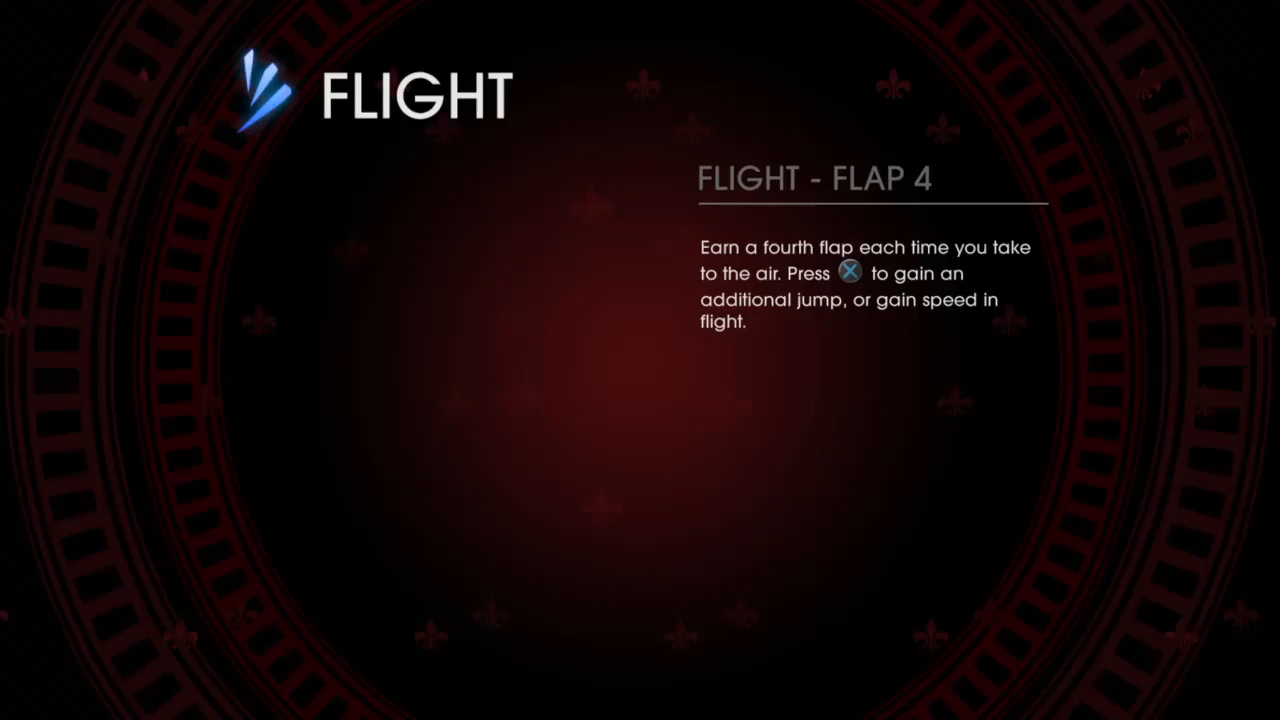 FLIGHT
FLIGHT - FLAP 4
Earn a fourth flap each time you take
to the air. Press to gain an
additional jump, or gain speed in
flight.